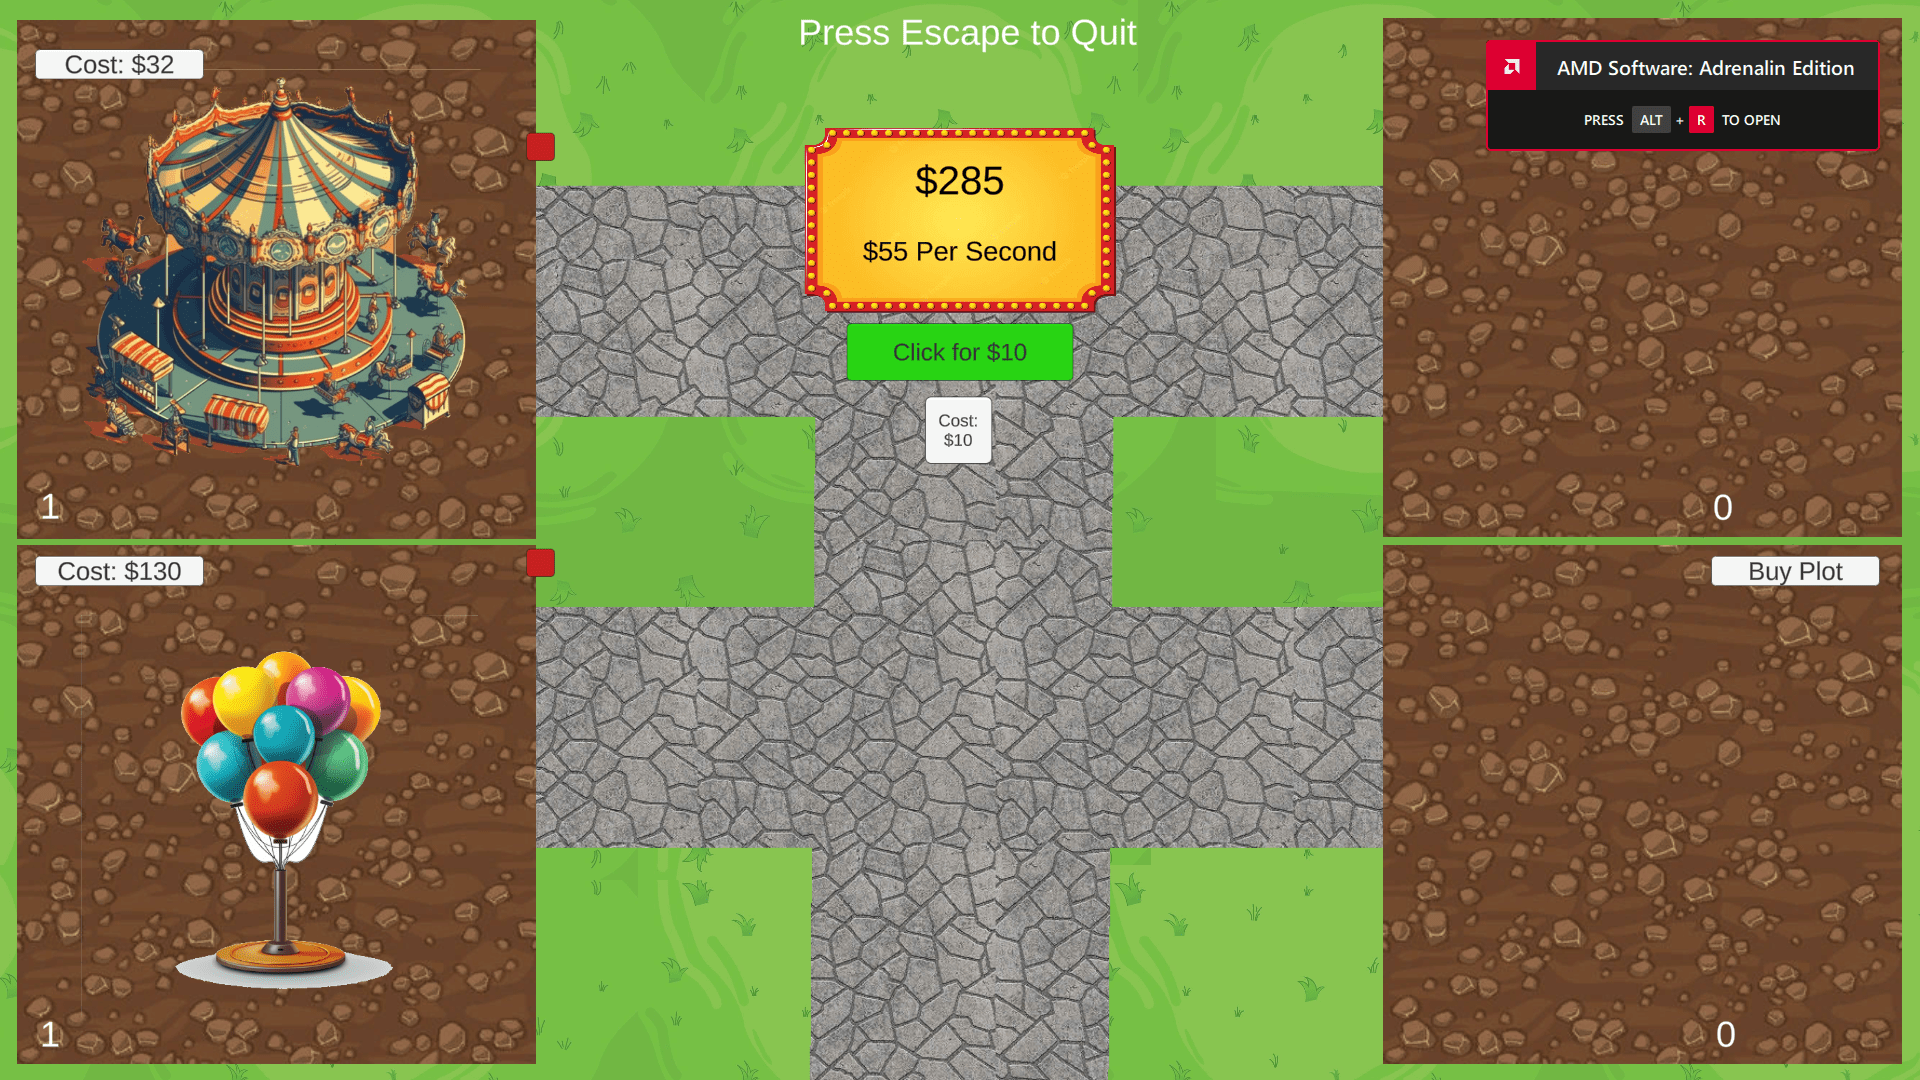 Press Escape to Quit
Cost: $32
AMD Software: Adrenalin Edition
PRESS ALT + R TO OPEN
$285
$55 Per Second
Click for $10
Cost:
$10
1
0
Cost: $130
Buy Plot
1
0